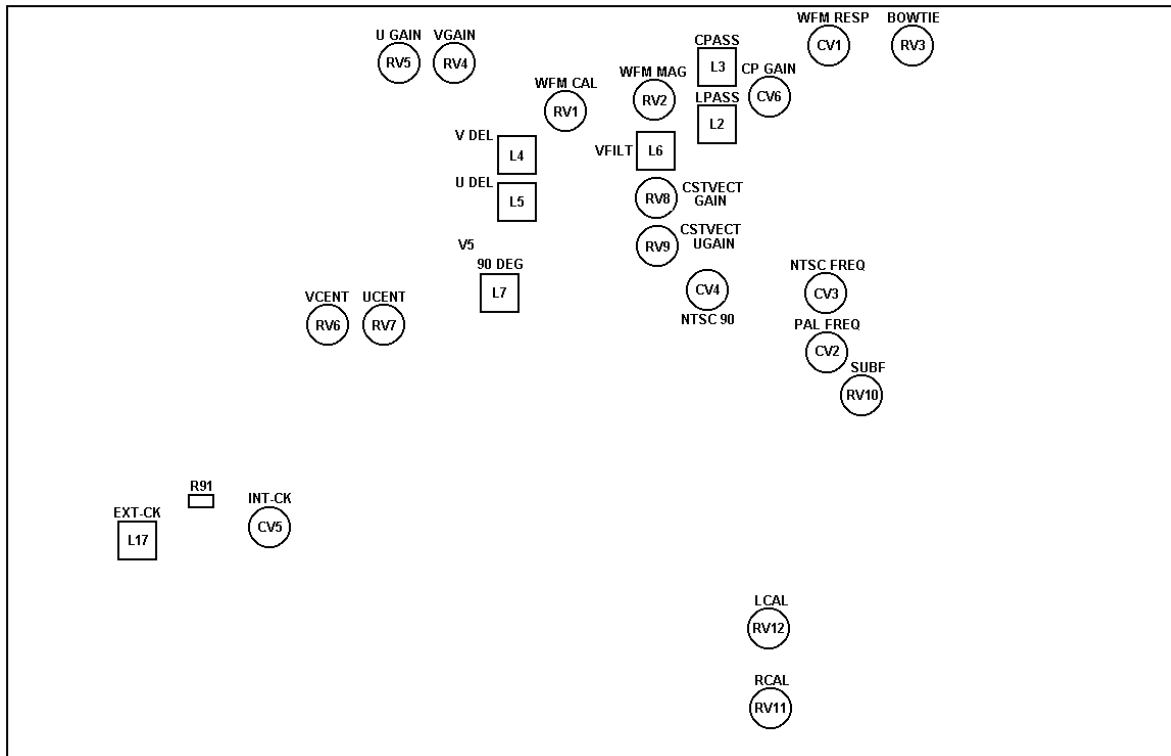 WFM RESP
BOWTIE
CV1
RV3
U GAIN
VGAIN
RV5
RV4
CPASS
L3
CP GAIN
CV6
WFM MAG
RV2
WFM CAL
RV1
LPASS
L2
V DEL
L4
VFILT
L6
U DEL
L5
RV8
CSTVECT
GAIN
V5
RV9
CSTVECT
UGAIN
90 DEG
L7
CV4
NTSC 90
NTSC FREQ
CV3
VCENT
UCENT
RV6
RV7
PAL FREQ
CV2
SUBF
RV10
R91
INT-CK
CV5
EXT-CK
L17
LCAL
RV12
RCAL
RV11